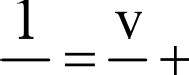 1 = v +